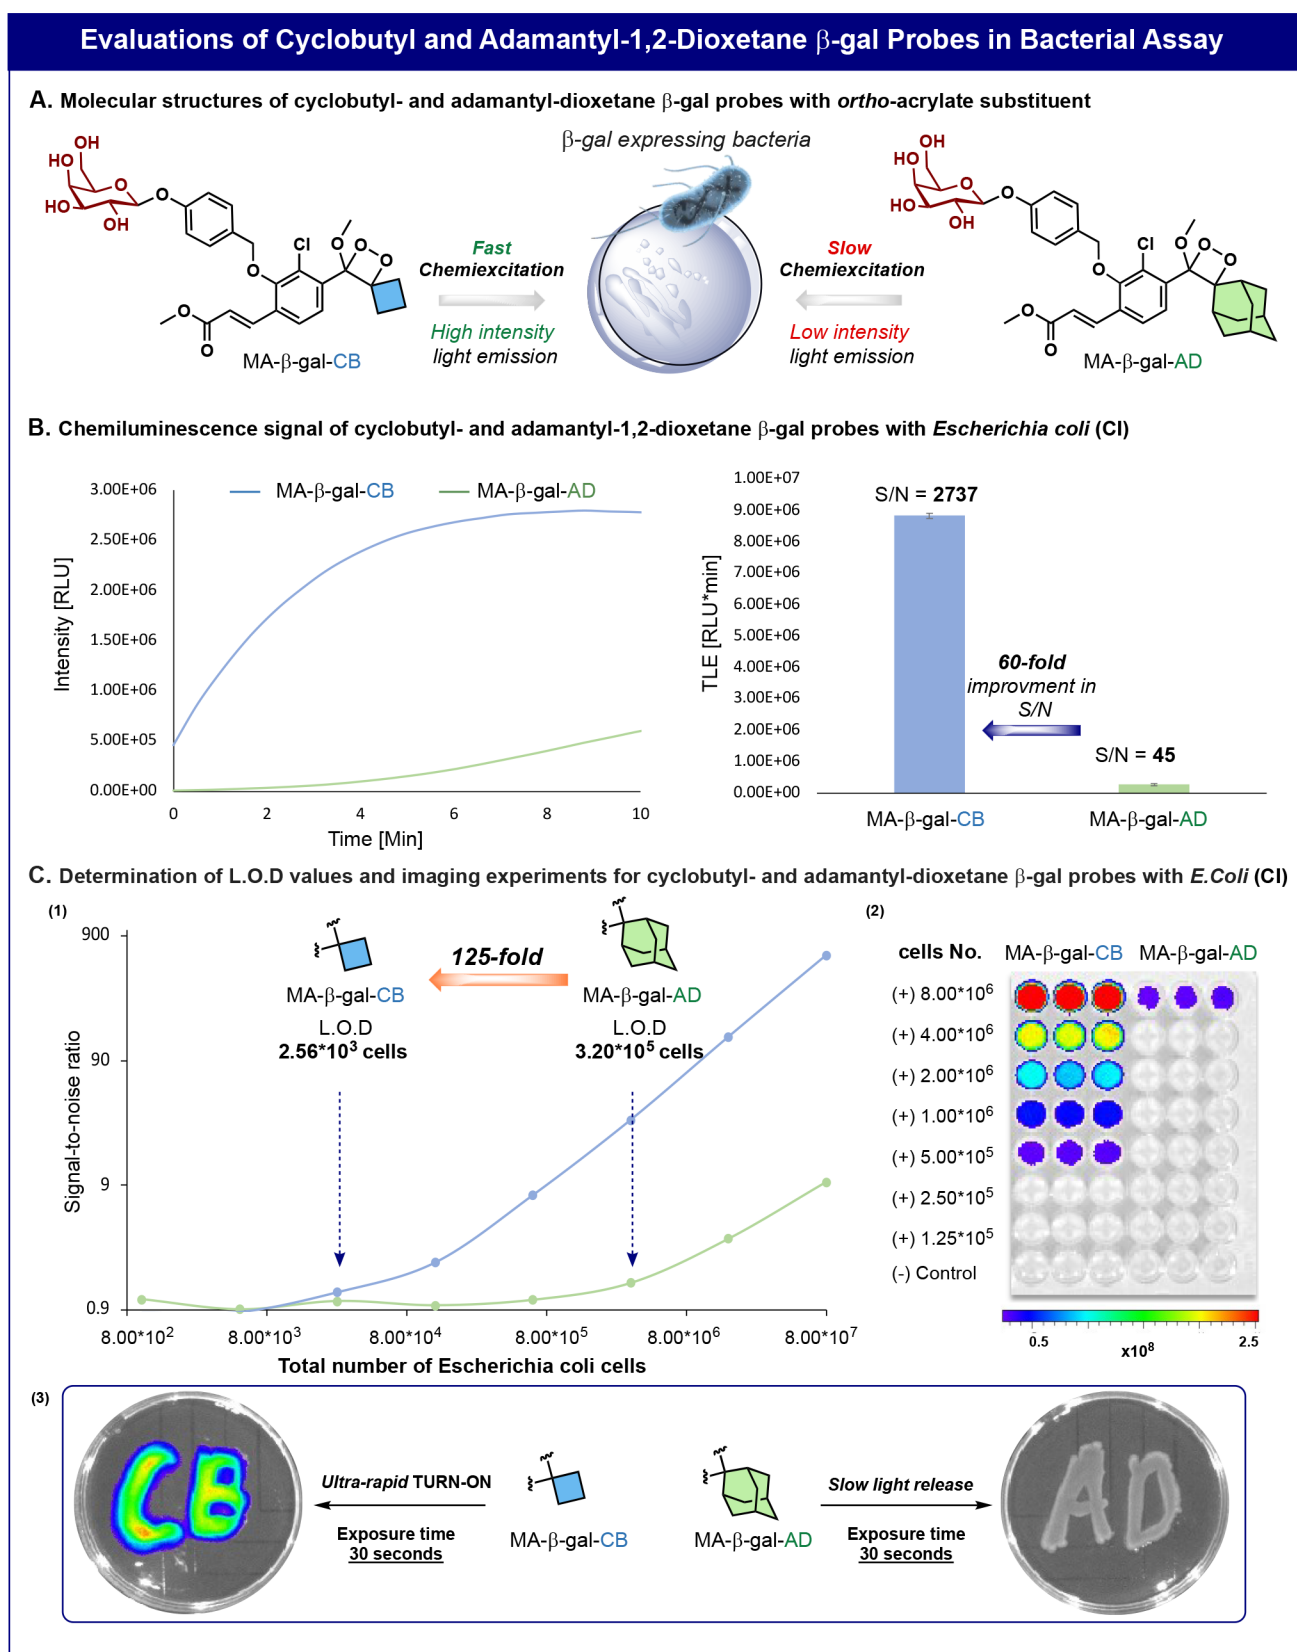 Evaluations of Cyclobutyl and Adamantyl-1,2-Dioxetane β-gal Probes in Bacterial Assay
A. Molecular structures of cyclobutyl- and adamantyl-dioxetane β-gal probes with ortho-acrylate substituent
β-gal expressing bacteria
OH
HO
HO
O
O
OH
Cl
O
O
O
O
O
O
MA-β-gal-CB
Fast
Chemiexcitation
High intensity
light emission
Slow
Chemiexcitation
Low intensity
light emission
OH
HO
HO
O
O
OH
Cl
O
O
O
O
O
O
MA-β-gal-AD
B. Chemiluminescence signal of cyclobutyl- and adamantyl-1,2-dioxetane β-gal probes with Escherichia coli (CI)
MA-β-gal-CB
MA-β-gal-AD
Intensity [RLU]
3.00E+06
2.50E+06
2.00E+06
1.50E+06
1.00E+06
5.00E+05
0.00E+00
0 2 4 6 8 10
Time [Min]
TLE [RLU*min]
1.00E+07
9.00E+06
8.00E+06
7.00E+06
6.00E+06
5.00E+06
4.00E+06
3.00E+06
2.00E+06
1.00E+06
0.00E+00
S/N = 2737
60-fold
improvment in
S/N
S/N = 45
MA-β-gal-CB
MA-β-gal-AD
C. Determination of L.O.D values and imaging experiments for cyclobutyl- and adamantyl-dioxetane β-gal probes with E.Coli (CI)
(1)
Signal-to-noise ratio
900
90
9
0.9
125-fold
MA-β-gal-CB
L.O.D
2.56*10³ cells
MA-β-gal-AD
L.O.D
3.20*10⁵ cells
8.00*10² 8.00*10³ 8.00*10⁴ 8.00*10⁵ 8.00*10⁶ 8.00*10⁷
Total number of Escherichia coli cells
(2)
cells No. MA-β-gal-CB MA-β-gal-AD
(+) 8.00*10⁶
(+) 4.00*10⁶
(+) 2.00*10⁶
(+) 1.00*10⁶
(+) 5.00*10⁵
(+) 2.50*10⁵
(+) 1.25*10⁵
(-) Control
0.5 2.5
x10⁸
(3)
CB
Ultra-rapid TURN-ON
Exposure time
30 seconds
MA-β-gal-CB
MA-β-gal-AD
Slow light release
Exposure time
30 seconds
AD